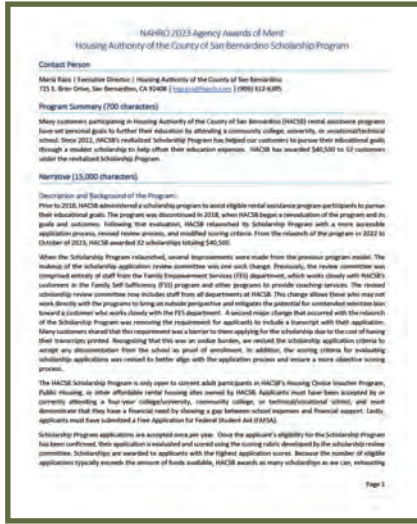 NAHRO 2023 Agency Awards of Merit
Housing Authority of the County of San Bernardino Scholarship Program
Contact Person
Maria Razo | Executive Director | Housing Authority of the County of San Bernardino
715 E. Brier Drive, San Bernardino, CA 92408 | | (909) 332-6305
Program Summary (700 characters)
Many customers participating in Housing Authority of the County of San Bernardino (HACSB) rental assistance programs
have set personal goals to further their education by attending a community college, university, or vocational/technical
school. Since 2022, HACSB's revitalized Scholarship Program has helped our customers to pursue their educational goals
through a modest scholarship to help offset their education expenses. HACSB has awarded $40,500 to 32 customers
under the revitalized Scholarship Program.
Narrative (15,000 characters)
Description and Background of the Program:
Prior to 2018, HACSB administered a scholarship program to assist eligible rental assistance program participants to pursue
their educational goals. The program was discontinued in 2018, when HACSB began a reevaluation of the program and its
goals and outcomes. Following that evaluation, HACSB relaunched its Scholarship Program with a more accessible
application process, revised review process, and modified scoring criteria. From the relaunch of the program in 2022 to
October of 2023, HACSB awarded 32 scholarships totaling $40,500.
When the Scholarship Program relaunched, several improvements were made from the previous program model. The
makeup of the scholarship application review committee was one such change. Previously, the review committee was
comprised entirely of staff from the Family Empowerment Services (FES) department, which works closely with HACSB's
customers in the Family Self-Sufficiency (FSS) program and other programs to provide coaching services. The revised
scholarship review committee now includes staff from all departments at HACSB. This change allows those who may not
work directly with the programs to bring an outside perspective and mitigates the potential for unintended selection bias
toward a customer who works closely with the FES department. A second major change that occurred with the relaunch
of the Scholarship Program was removing the requirement for applicants to include a transcript with their application.
Many customers shared that this requirement was a barrier to them applying for the scholarship due to the cost of having
their transcripts printed. Recognizing that this was an undue burden, we revised the scholarship application criteria to
accept any documentation from the school as proof of enrollment. In addition, the scoring criteria for evaluating
scholarship applications was revised to better align with the application process and ensure a more objective scoring
process.
The HACSB Scholarship Program is only open to current adult participants in HACSB's Housing Choice Voucher Program,
Public Housing, or other affordable rental housing sites owned by HACSB. Applicants must have been accepted by or
currently attending a four-year college/university, community college, or technical/vocational school, and must
demonstrate that they have a financial need by showing a gap between school expenses and financial support. Lastly,
applicants must have submitted a Free Application for Federal Student Aid (FAFSA).
Scholarship Program applications are accepted once per year. Once the applicant's eligibility for the Scholarship Program
has been confirmed, their application is evaluated and scored using the scoring rubric developed by the scholarship review
committee. Scholarships are awarded to applicants with the highest application scores. Because the number of eligible
applications typically exceeds the amount of funds available, HACSB awards as many scholarships as we can, exhausting
Page 1